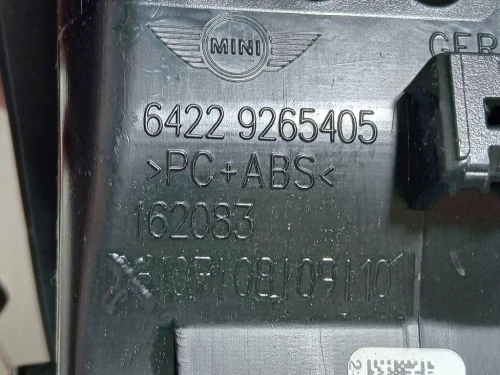 MINI
GER
6422 9265405
>PC+ABS<
162083